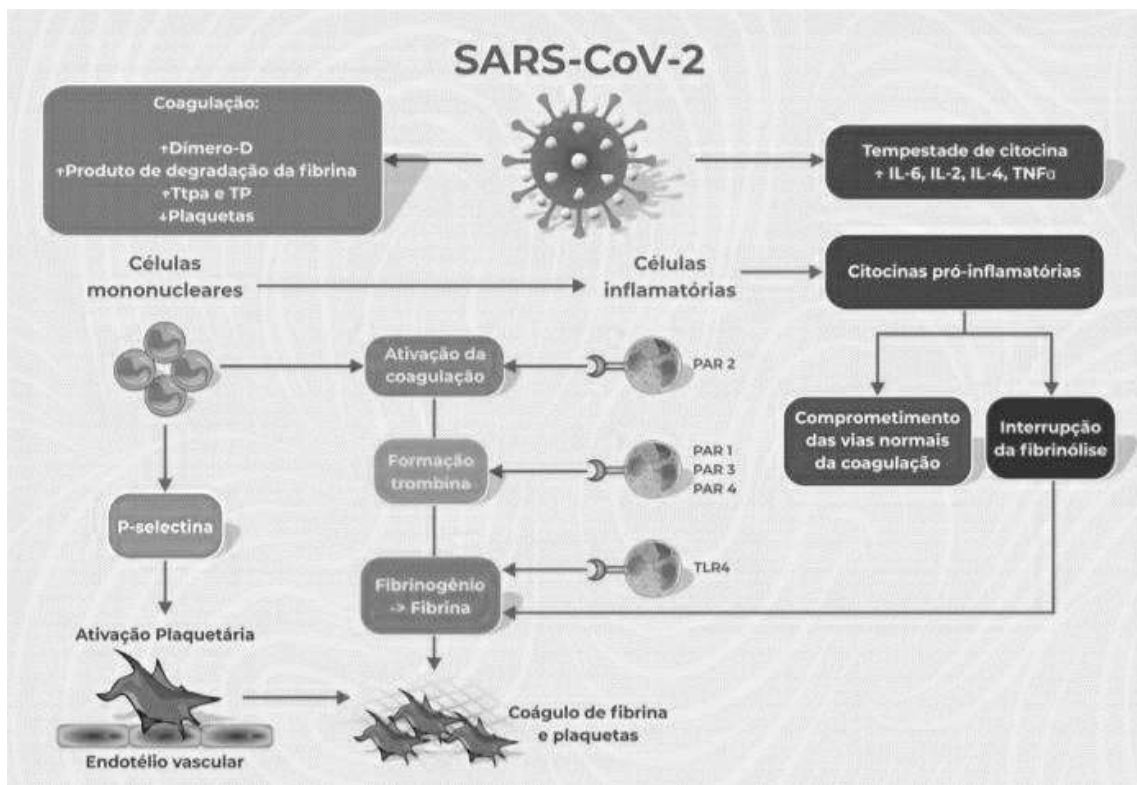 SARS-CoV-2
Coagulação:
↑Dímero-D
↑Produto de degradação da fibrina
↑Ttpa e TP
↓Plaquetas
Tempestade de citocina
↑ IL-6, IL-2, IL-4, TNFα
Células
mononucleares
Células
inflamatórias
Citocinas pró-inflamatórias
Ativação da
coagulação
PAR 2
Comprometimento
das vias normais
da coagulação
Interrupção
da fibrinólise
Formação
trombina
PAR 1
PAR 3
PAR 4
P-selectina
Fibrinogênio
-> Fibrina
TLR4
Ativação Plaquetária
Coágulo de fibrina
e plaquetas
Endotélio vascular